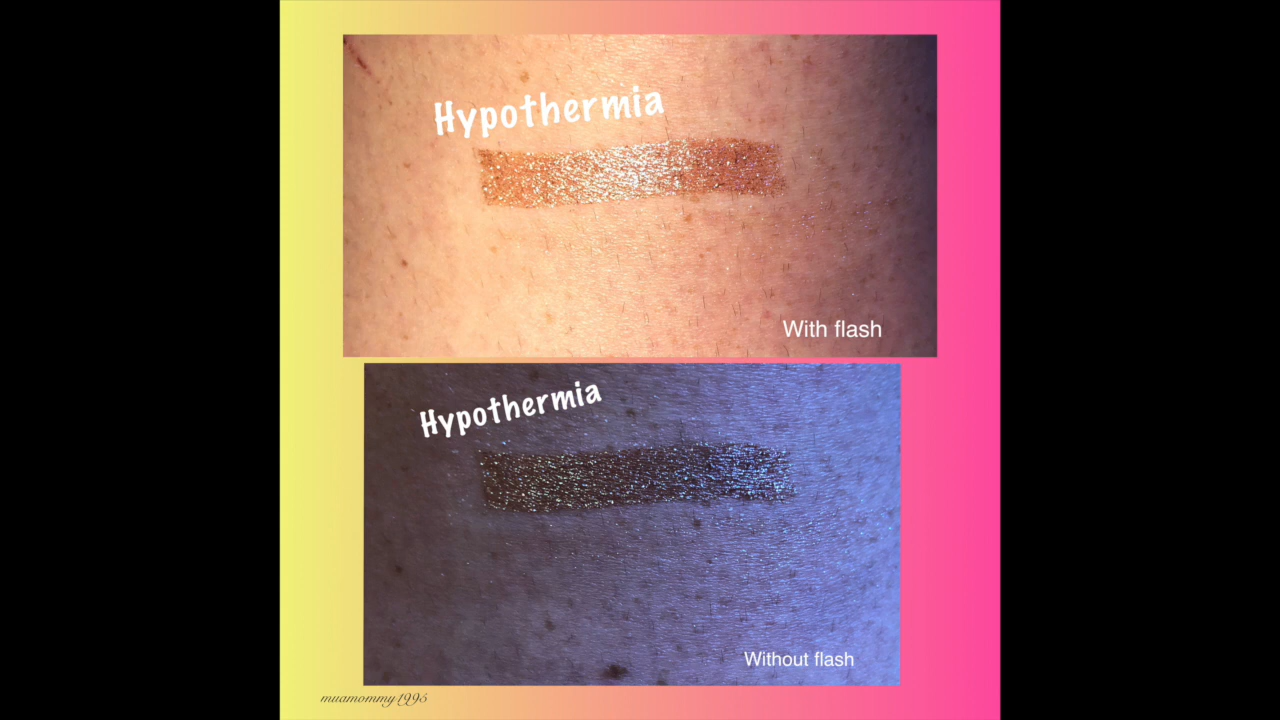 Hypothermia
With flash
Hypothermia
Without flash
muamommy1995